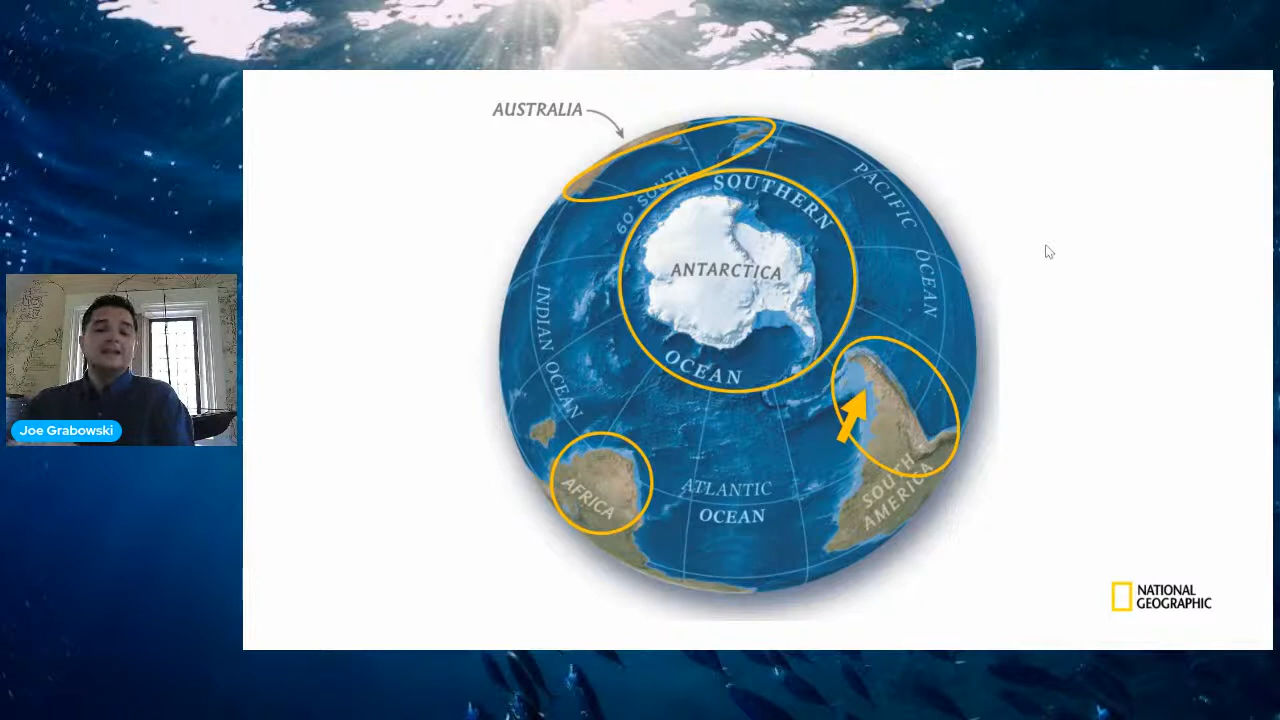 AUSTRALIA
60° SOUTH
SOUTHERN
OCEAN
PACIFIC
OCEAN
ANTARCTICA
INDIAN OCEAN
Joe Grabowski
AFRICA
ATLANTIC
OCEAN
SOUTH
AMERICA
NATIONAL
GEOGRAPHIC